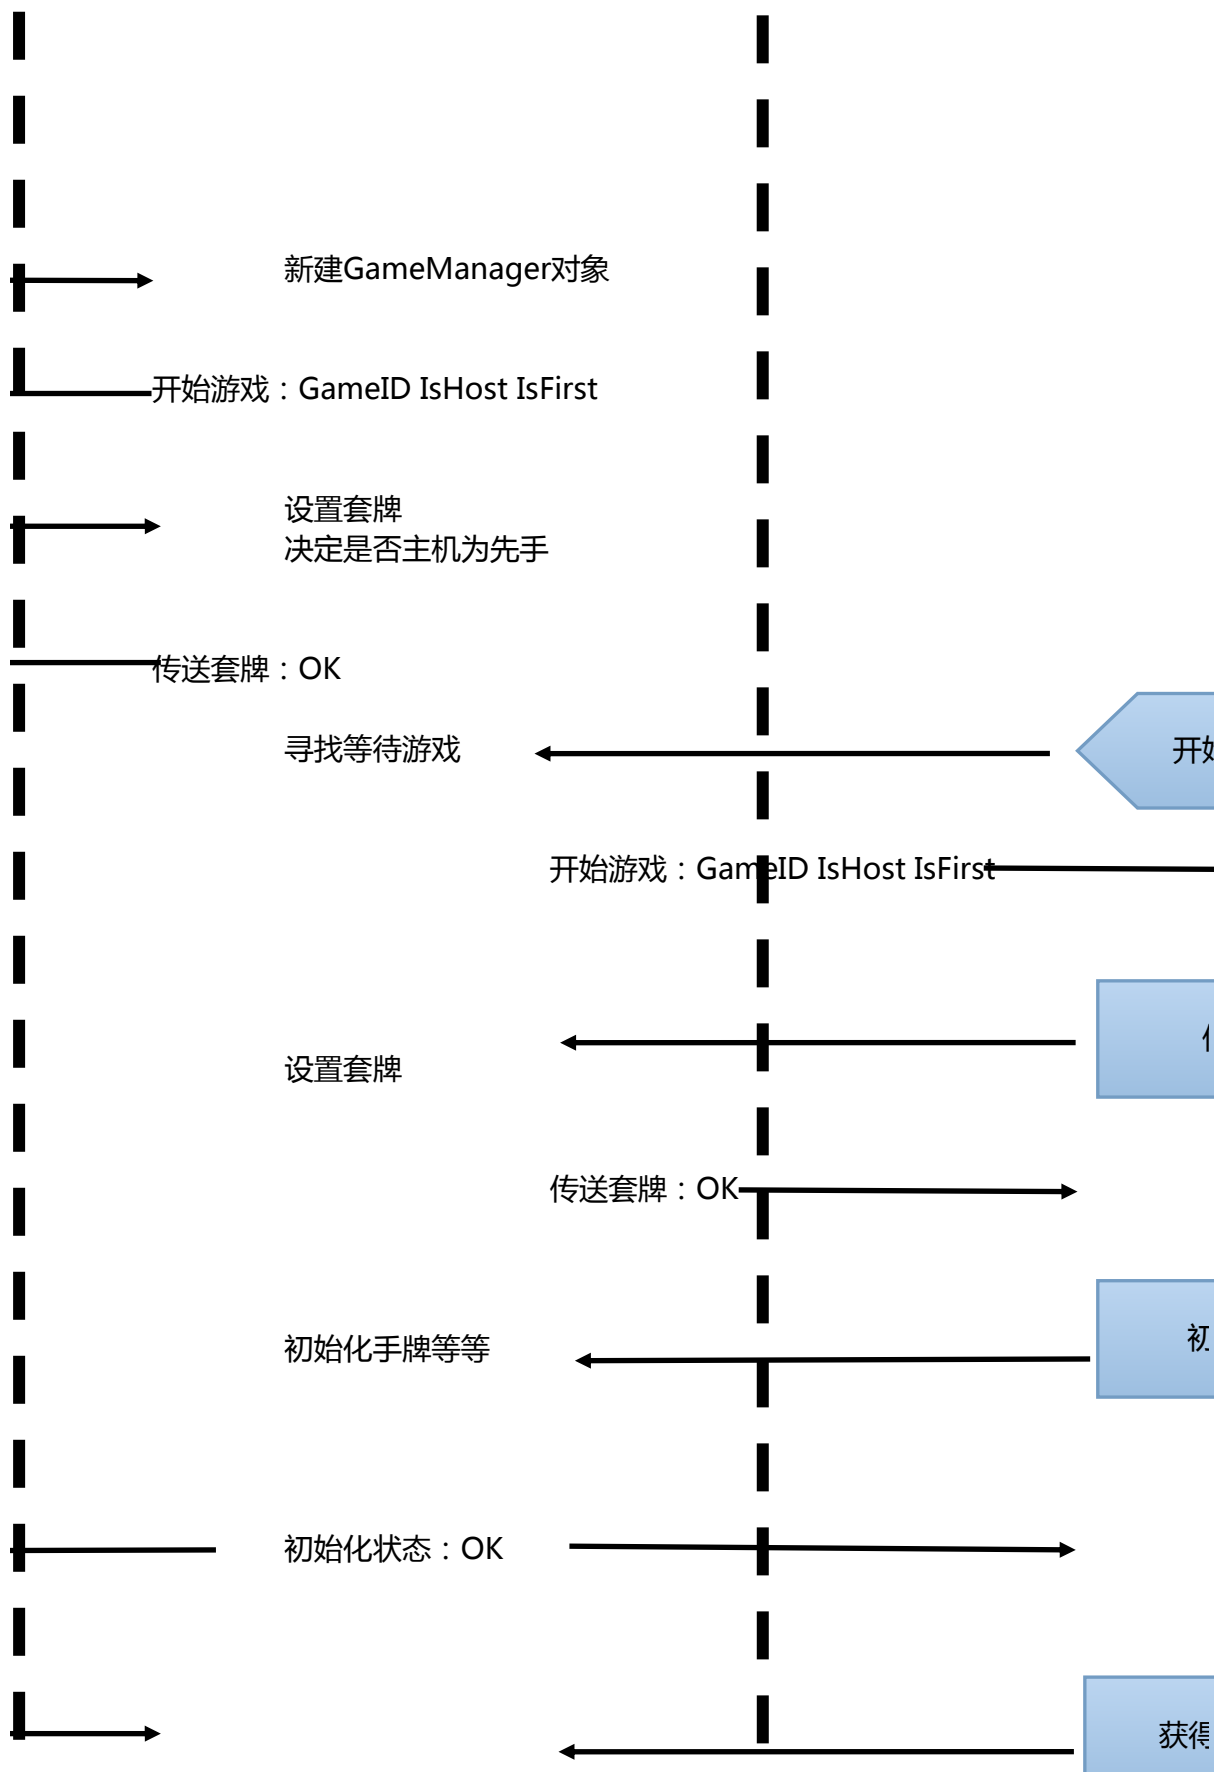 新建GameManager对象
开始游戏：GameID IsHost IsFirst
设置套牌
决定是否主机为先手
传送套牌：OK
寻找等待游戏
开始游戏：GameID IsHost IsFirst
设置套牌
传送套牌：OK
初始化手牌等等
初始化状态：OK
获得